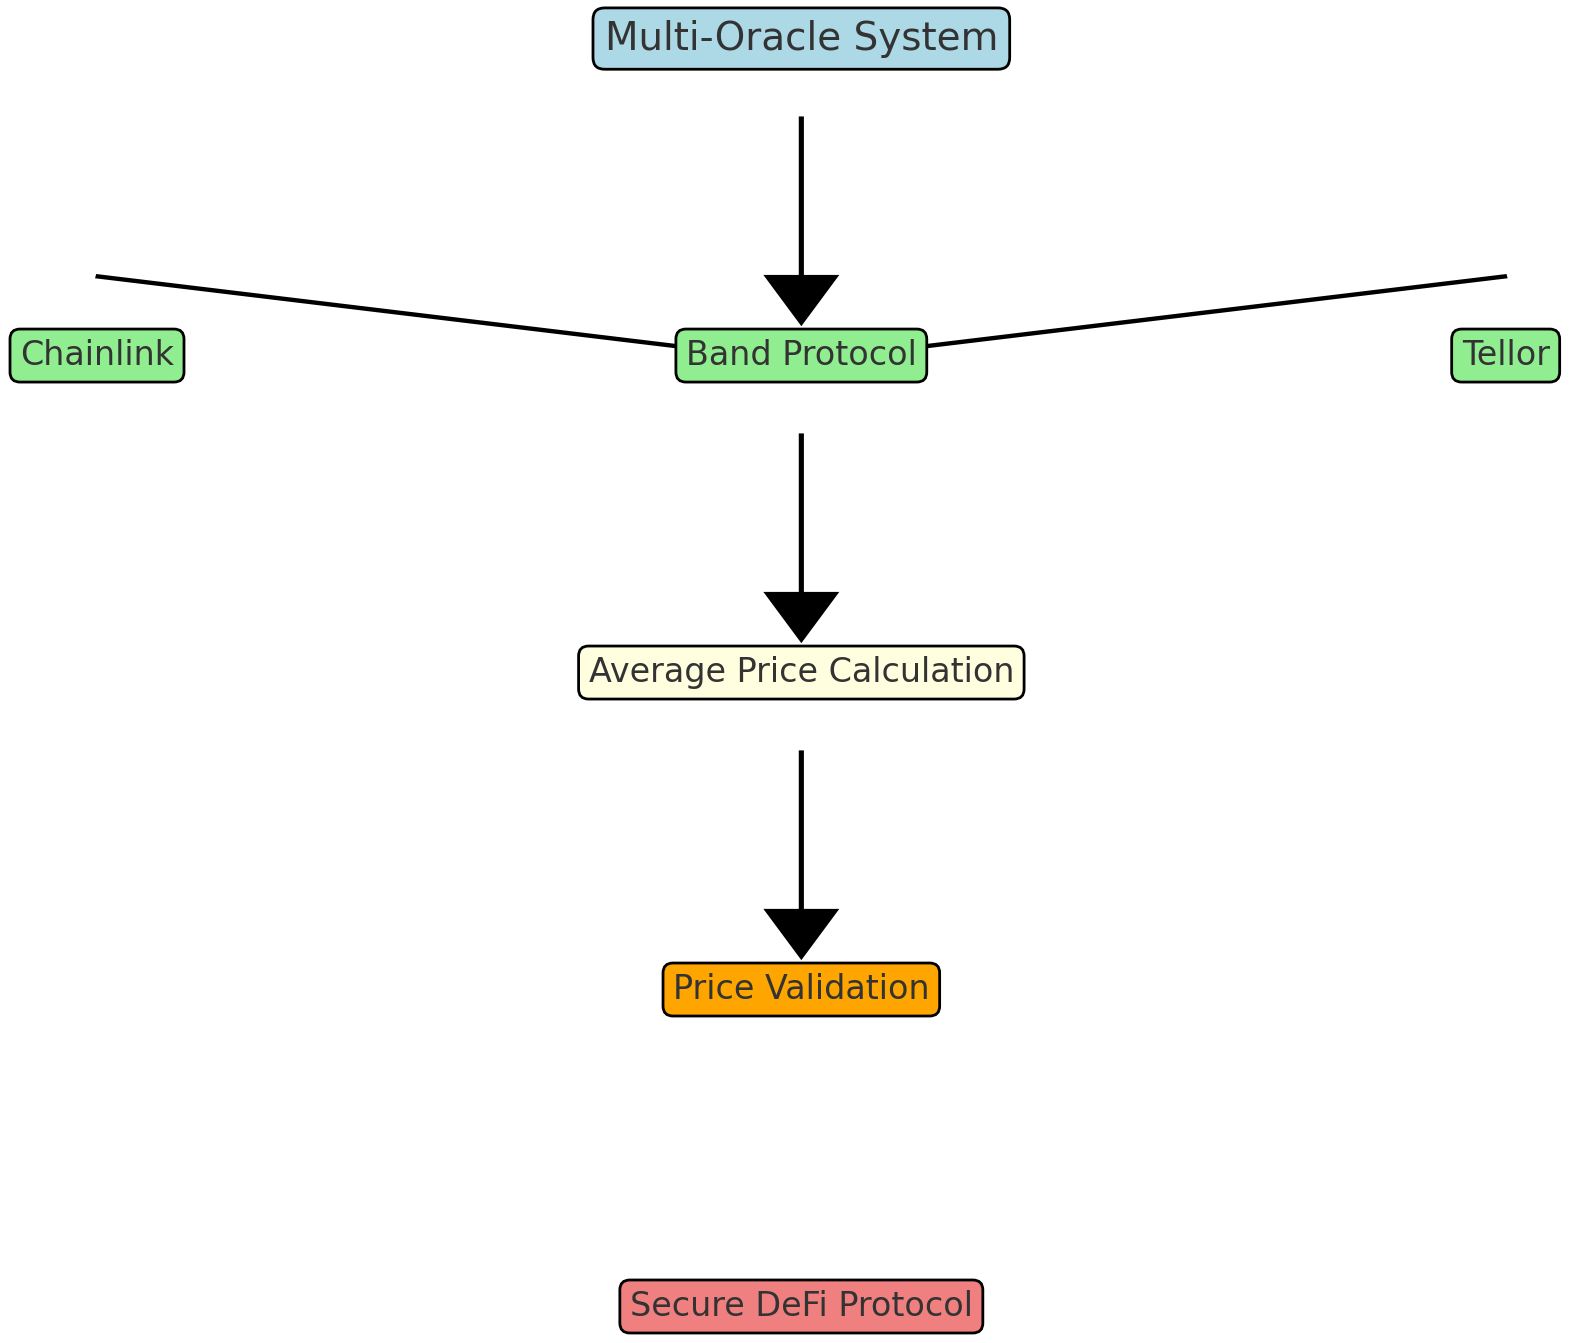 Multi-Oracle System
Chainlink
Band Protocol
Tellor
Average Price Calculation
Price Validation
Secure DeFi Protocol